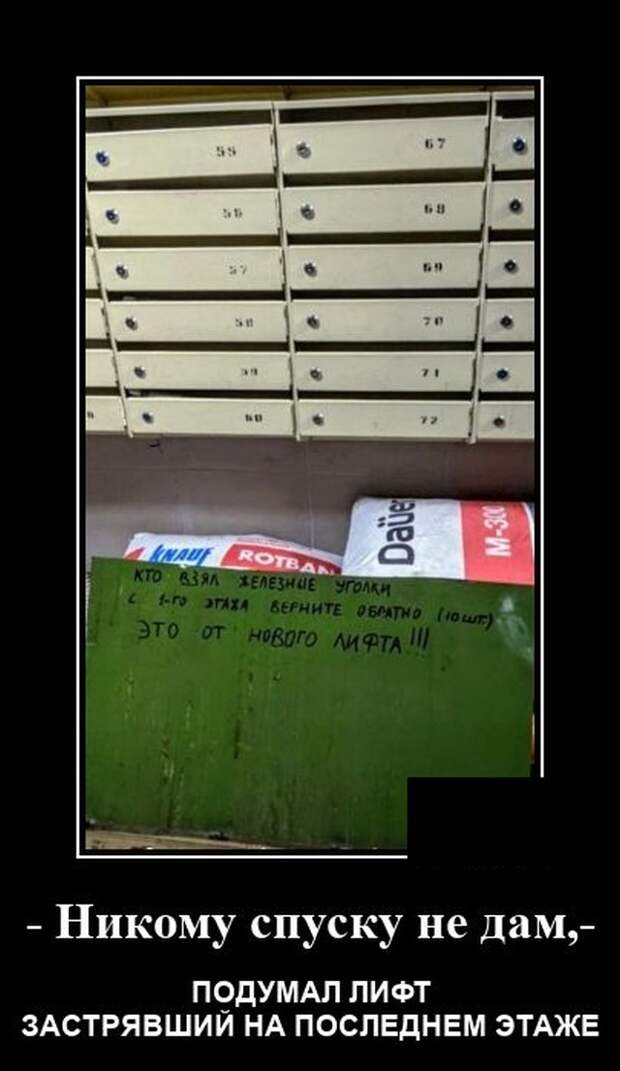 55 67
56 68
57 69
58 70
59 71
60 72
KNAUF ROTBAN
Daüe
М-300
КТО ВЗЯЛ ЖЕЛЕЗНЫЕ УГОЛКИ
С 1-ГО ЭТАЖА ВЕРНИТЕ ОБРАТНО (10 шт.)
ЭТО ОТ НОВОГО ЛИФТА!!!
- Никому спуску не дам,-
ПОДУМАЛ ЛИФТ
ЗАСТРЯВШИЙ НА ПОСЛЕДНЕМ ЭТАЖЕ